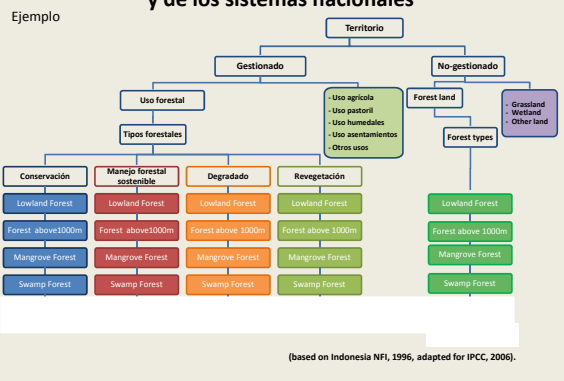 y de los sistemas nacionales
Ejemplo
Territorio
Gestionado
No-gestionado
Uso forestal
- Uso agrícola
- Uso pastoril
- Uso humedales
- Uso asentamientos
- Otros usos
Forest land
- Grassland
- Wetland
- Other land
Tipos forestales
Forest types
Conservación
Manejo forestal
sostenible
Degradado
Revegetación
Lowland Forest
Lowland Forest
Lowland Forest
Lowland Forest
Lowland Forest
Forest above1000m
Forest above1000m
Forest above 1000m
Forest above 1000m
Forest above 1000m
Mangrove Forest
Mangrove Forest
Mangrove Forest
Mangrove Forest
Mangrove Forest
Swamp Forest
Swamp Forest
Swamp Forest
Swamp Forest
Swamp Forest
(based on Indonesia NFI, 1996, adapted for IPCC, 2006).